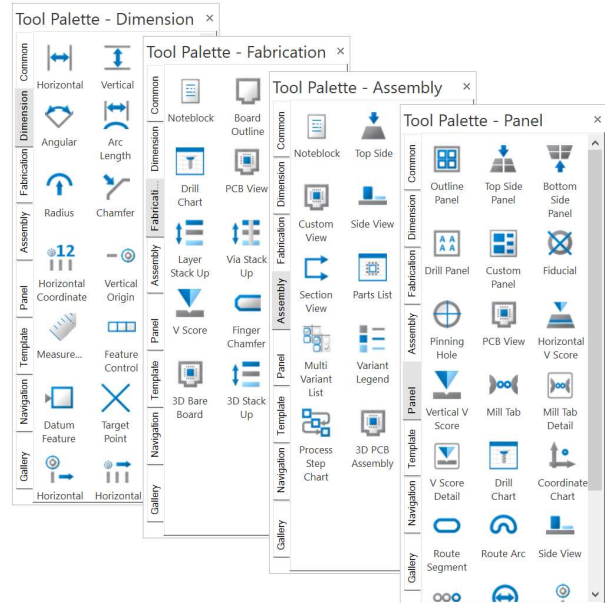 Tool Palette - Dimension ×
Common
Dimension
Fabrication
Assembly
Panel
Template
Navigation
Gallery
Horizontal Vertical
Angular Arc
Length
Radius Chamfer
12
Horizontal Vertical
Coordinate Origin
Measure... Feature
Control
Datum Target
Feature Point
Horizontal Horizontal
Tool Palette - Fabrication ×
Common
Dimension
Fabricati...
Assembly
Panel
Template
Navigation
Gallery
Noteblock Board
Outline
Drill PCB View
Chart
Layer Via Stack
Stack Up Up
V Score Finger
Chamfer
3D Bare 3D Stack
Board Up
Tool Palette - Assembly ×
Common
Dimension
Fabrication
Assembly
Panel
Template
Navigation
Gallery
Noteblock Top Side
Custom Side View
View
Section Parts List
View
Multi Variant
Variant Legend
List
Process 3D PCB
Step Assembly
Chart
Tool Palette - Panel ×
Common
Dimension
Fabrication
Assembly
Panel
Template
Navigation
Gallery
Outline Top Side Bottom
Panel Panel Side
Panel
A A
A A
Drill Panel Custom Fiducial
Panel
Pinning PCB View Horizontal
Hole V Score
Vertical V Mill Tab Mill Tab
Score Detail
V Score Drill Coordinate
Detail Chart Chart
Route Route Arc Side View
Segment